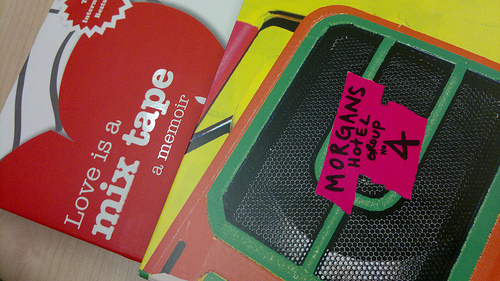 Love is a
mix tape
a memoir
MORGANS
HOTEL
GROUP
4